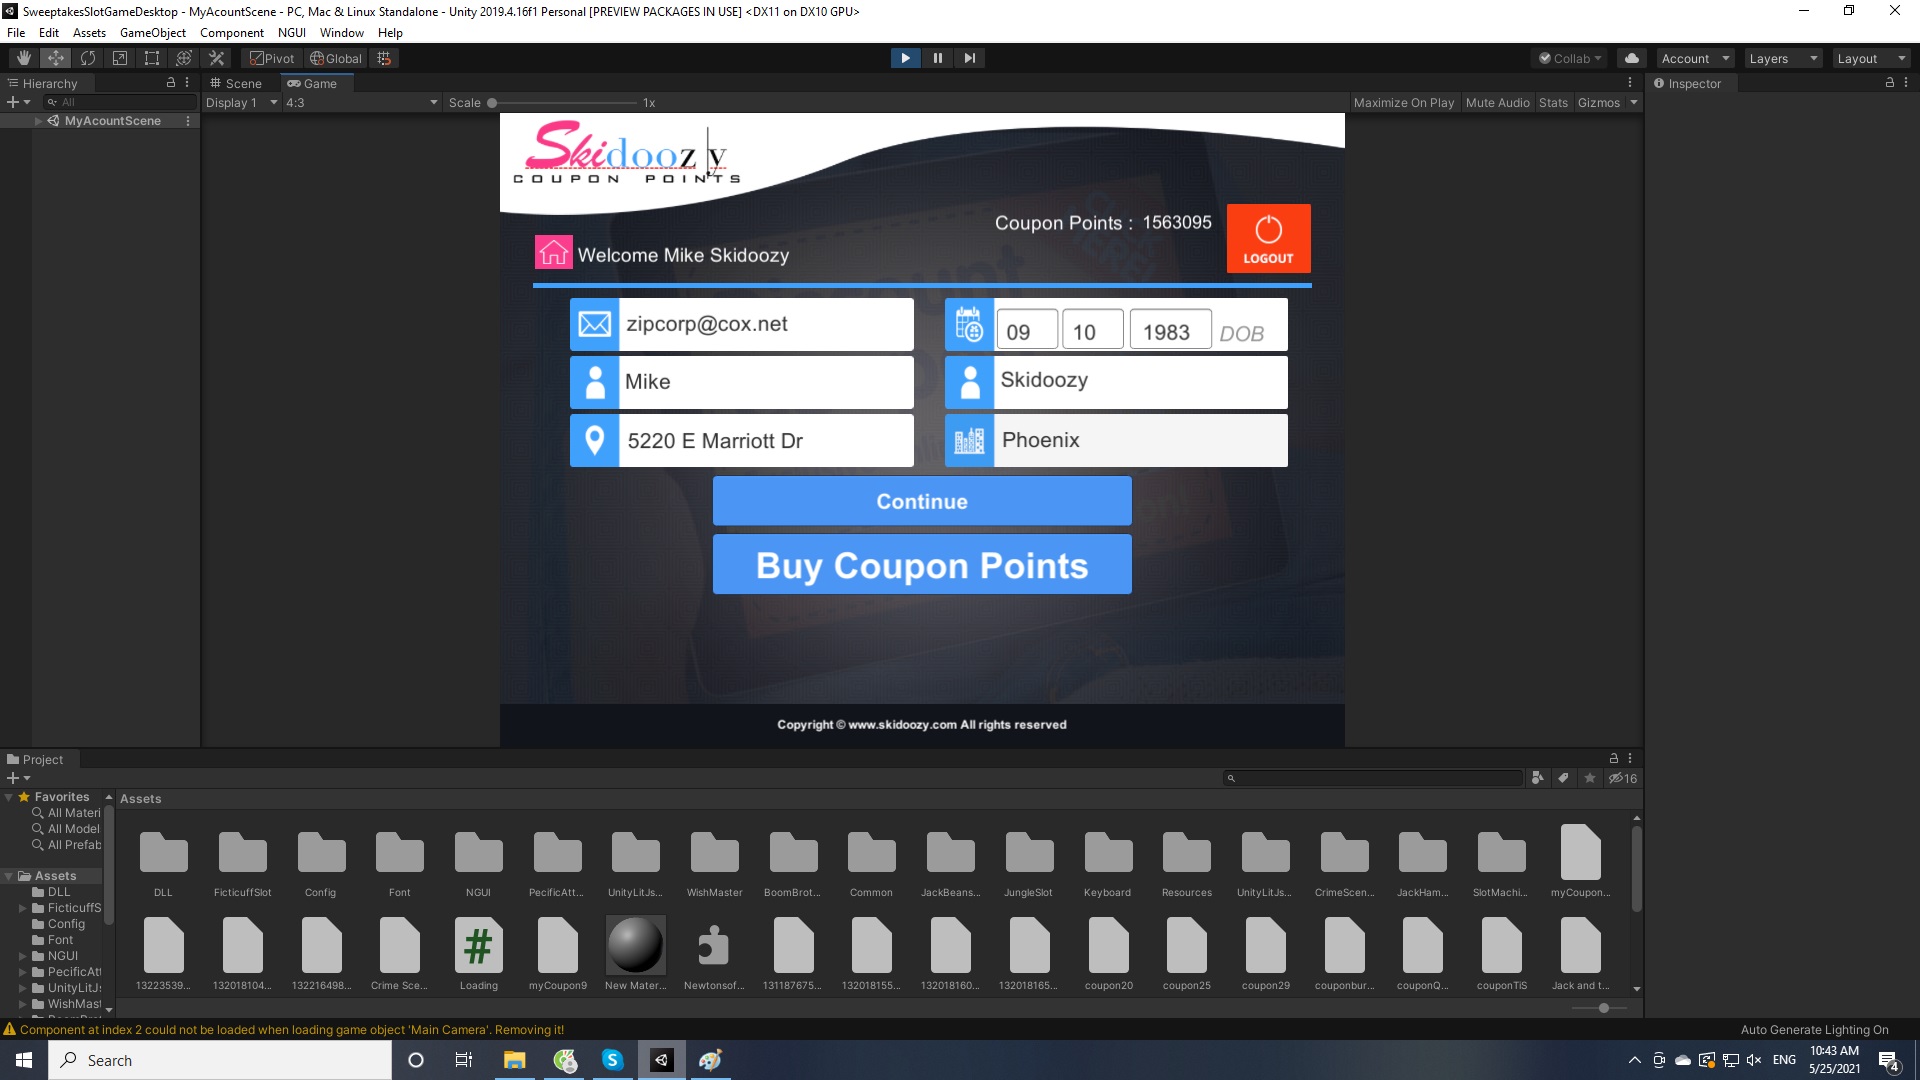 SweeptakesSlotGameDesktop - MyAcountScene - PC, Mac & Linux Standalone - Unity 2019.4.16f1 Personal [PREVIEW PACKAGES IN USE] <DX11 on DX10 GPU>
File Edit Assets GameObject Component NGUI Window Help
Pivot Global Collab Account Layers Layout
Hierarchy Scene Game Inspector
All Display 1 4:3 Scale 1x Maximize On Play Mute Audio Stats Gizmos
MyAcountScene
Skidoozy
COUPON POINTS
Coupon Points : 1563095
LOGOUT
Welcome Mike Skidoozy
zipcorp@cox.net 09 10 1983 DOB
Mike Skidoozy
5220 E Marriott Dr Phoenix
Continue
Buy Coupon Points
Copyright © www.skidoozy.com All rights reserved
Project
16
Favorites Assets
All Materi
All Model
All Prefab
Assets
DLL
FicticuffS
Config
Font
NGUI
PecificAtt
UnityLitJs
WishMast
DLL FicticuffSlot Config Font NGUI PecificAtt... UnityLitJs... WishMaster BoomBrot... Common JackBeans... JungleSlot Keyboard Resources UnityLitJs... CrimeScen... JackHam... SlotMachi... myCoupon...
13223539... 132018104... 132216498... Crime Sce... Loading myCoupon9 New Mater... Newtonsof... 131187675... 132018155... 132018160... 132018165... coupon20 coupon25 coupon29 couponbur... couponQ... couponTiS Jack and t...
Component at index 2 could not be loaded when loading game object 'Main Camera'. Removing it!
Auto Generate Lighting On
Search
ENG
10:43 AM
5/25/2021
4